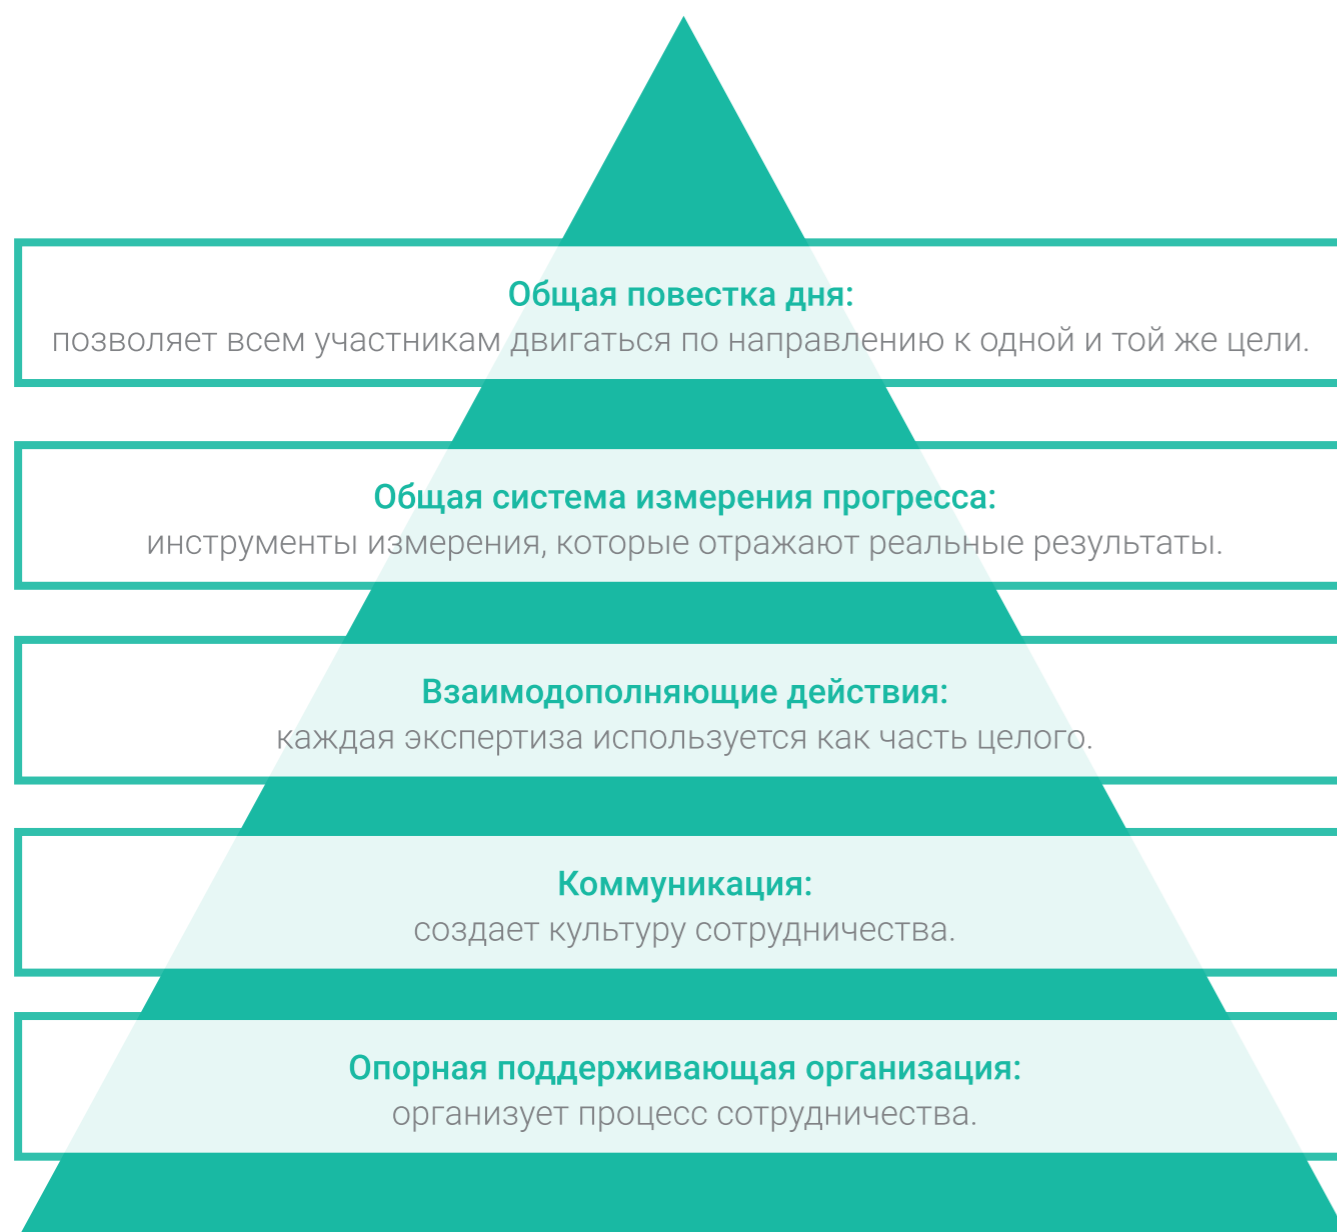 Общая повестка дня:
позволяет всем участникам двигаться по направлению к одной и той же цели.
Общая система измерения прогресса:
инструменты измерения, которые отражают реальные результаты.
Взаимодополняющие действия:
каждая экспертиза используется как часть целого.
Коммуникация:
создает культуру сотрудничества.
Опорная поддерживающая организация:
организует процесс сотрудничества.